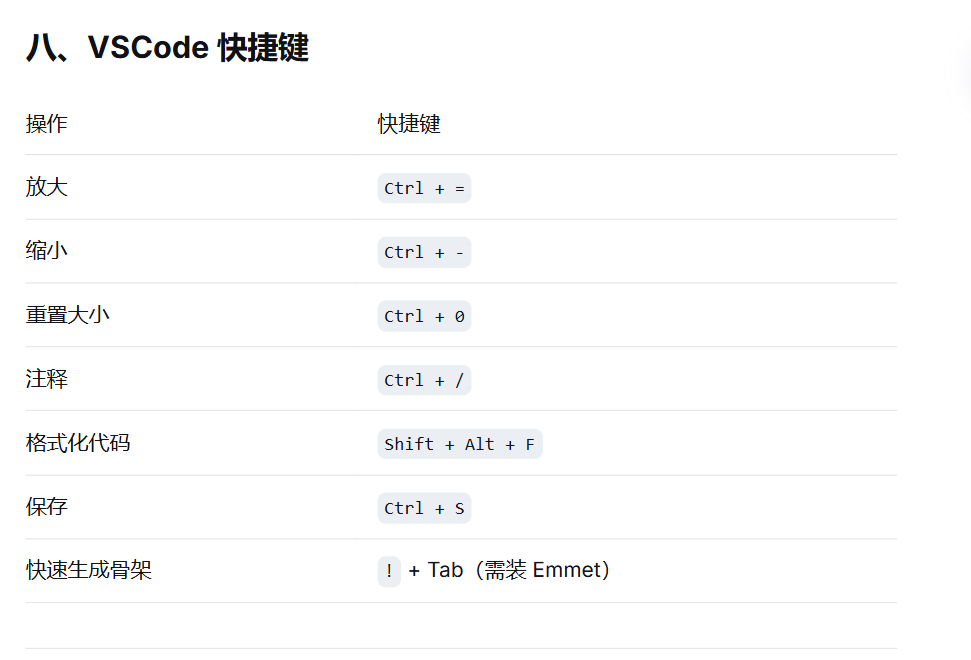 八、VSCode 快捷键
操作 快捷键
放大 Ctrl + =
缩小 Ctrl + -
重置大小 Ctrl + 0
注释 Ctrl + /
格式化代码 Shift + Alt + F
保存 Ctrl + S
快速生成骨架 ! + Tab（需装 Emmet）